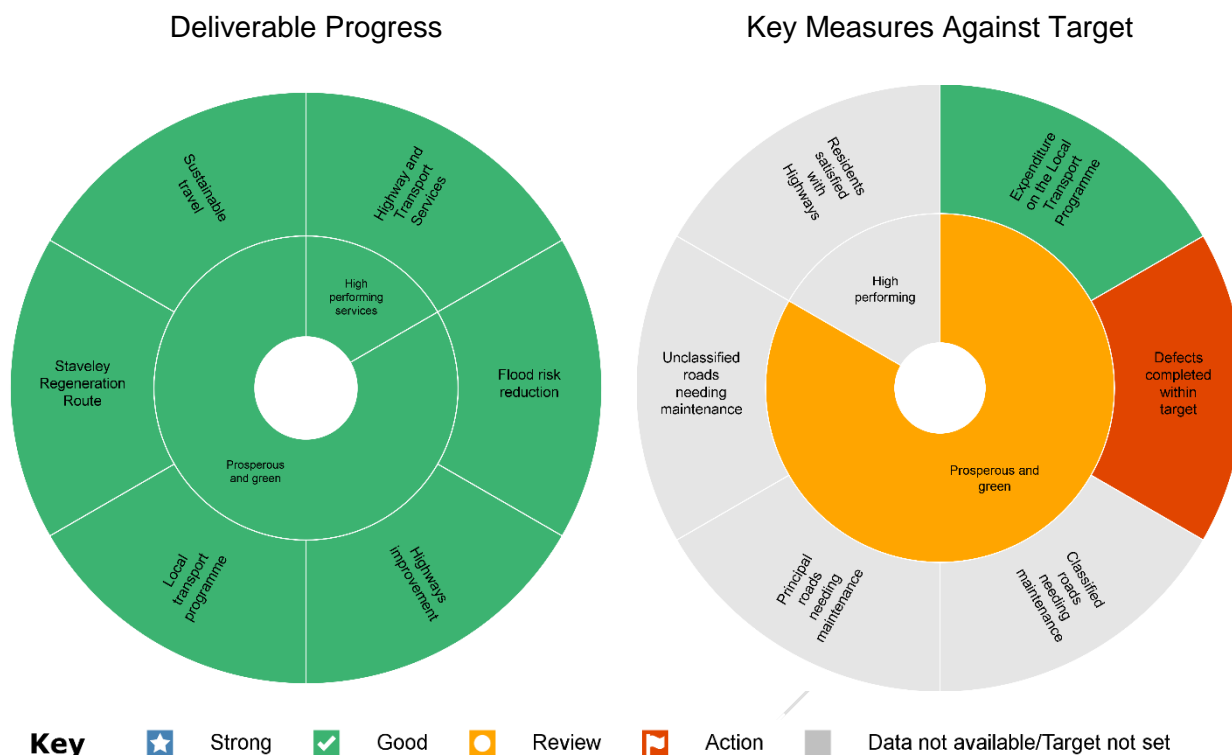 Deliverable Progress
Key Measures Against Target
Sustainable
travel
Highway and
Transport
Services
High
performing
services
Staveley
Regeneration
Route
Flood risk
reduction
Prosperous
and green
Local
transport
programme
Highways
improvement
Residents
satisfied
with
Highways
Expenditure
on the Local
Transport
Programme
High
performing
Unclassified
roads
needing
maintenance
Defects
completed
within
target
Prosperous and
green
Principal
roads
needing
maintenance
Classified
roads
needing
maintenance
Key
Strong
Good
Review
Action
Data not available/Target not set